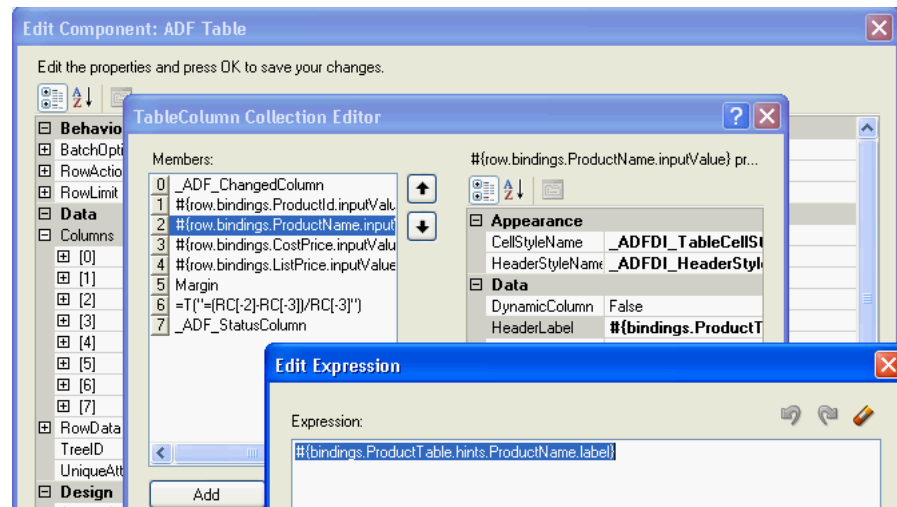 Edit Component: ADF Table
Edit the properties and press OK to save your changes.
TableColumn Collection Editor
Behavio
BatchOpti
RowActio
RowLimit
Data
Columns
[0]
[1]
[2]
[3]
[4]
[5]
[6]
[7]
RowData
TreeID
UniqueAtt
Design
Members:
0 _ADF_ChangedColumn
1 #{row.bindings.ProductId.inputValu
2 #{row.bindings.ProductName.input
3 #{row.bindings.CostPrice.inputValu
4 #{row.bindings.ListPrice.inputValue
5 Margin
6 =T("=(RC[-2]-RC[-3])/RC[-3]")
7 _ADF_StatusColumn
Add
#{row.bindings.ProductName.inputValue} pr...
Appearance
CellStyleName _ADFDI_TableCellSt
HeaderStyleName _ADFDI_HeaderStyl
Data
DynamicColumn False
HeaderLabel #{bindings.ProductT
Edit Expression
Expression:
#{bindings.ProductTable.hints.ProductName.label}